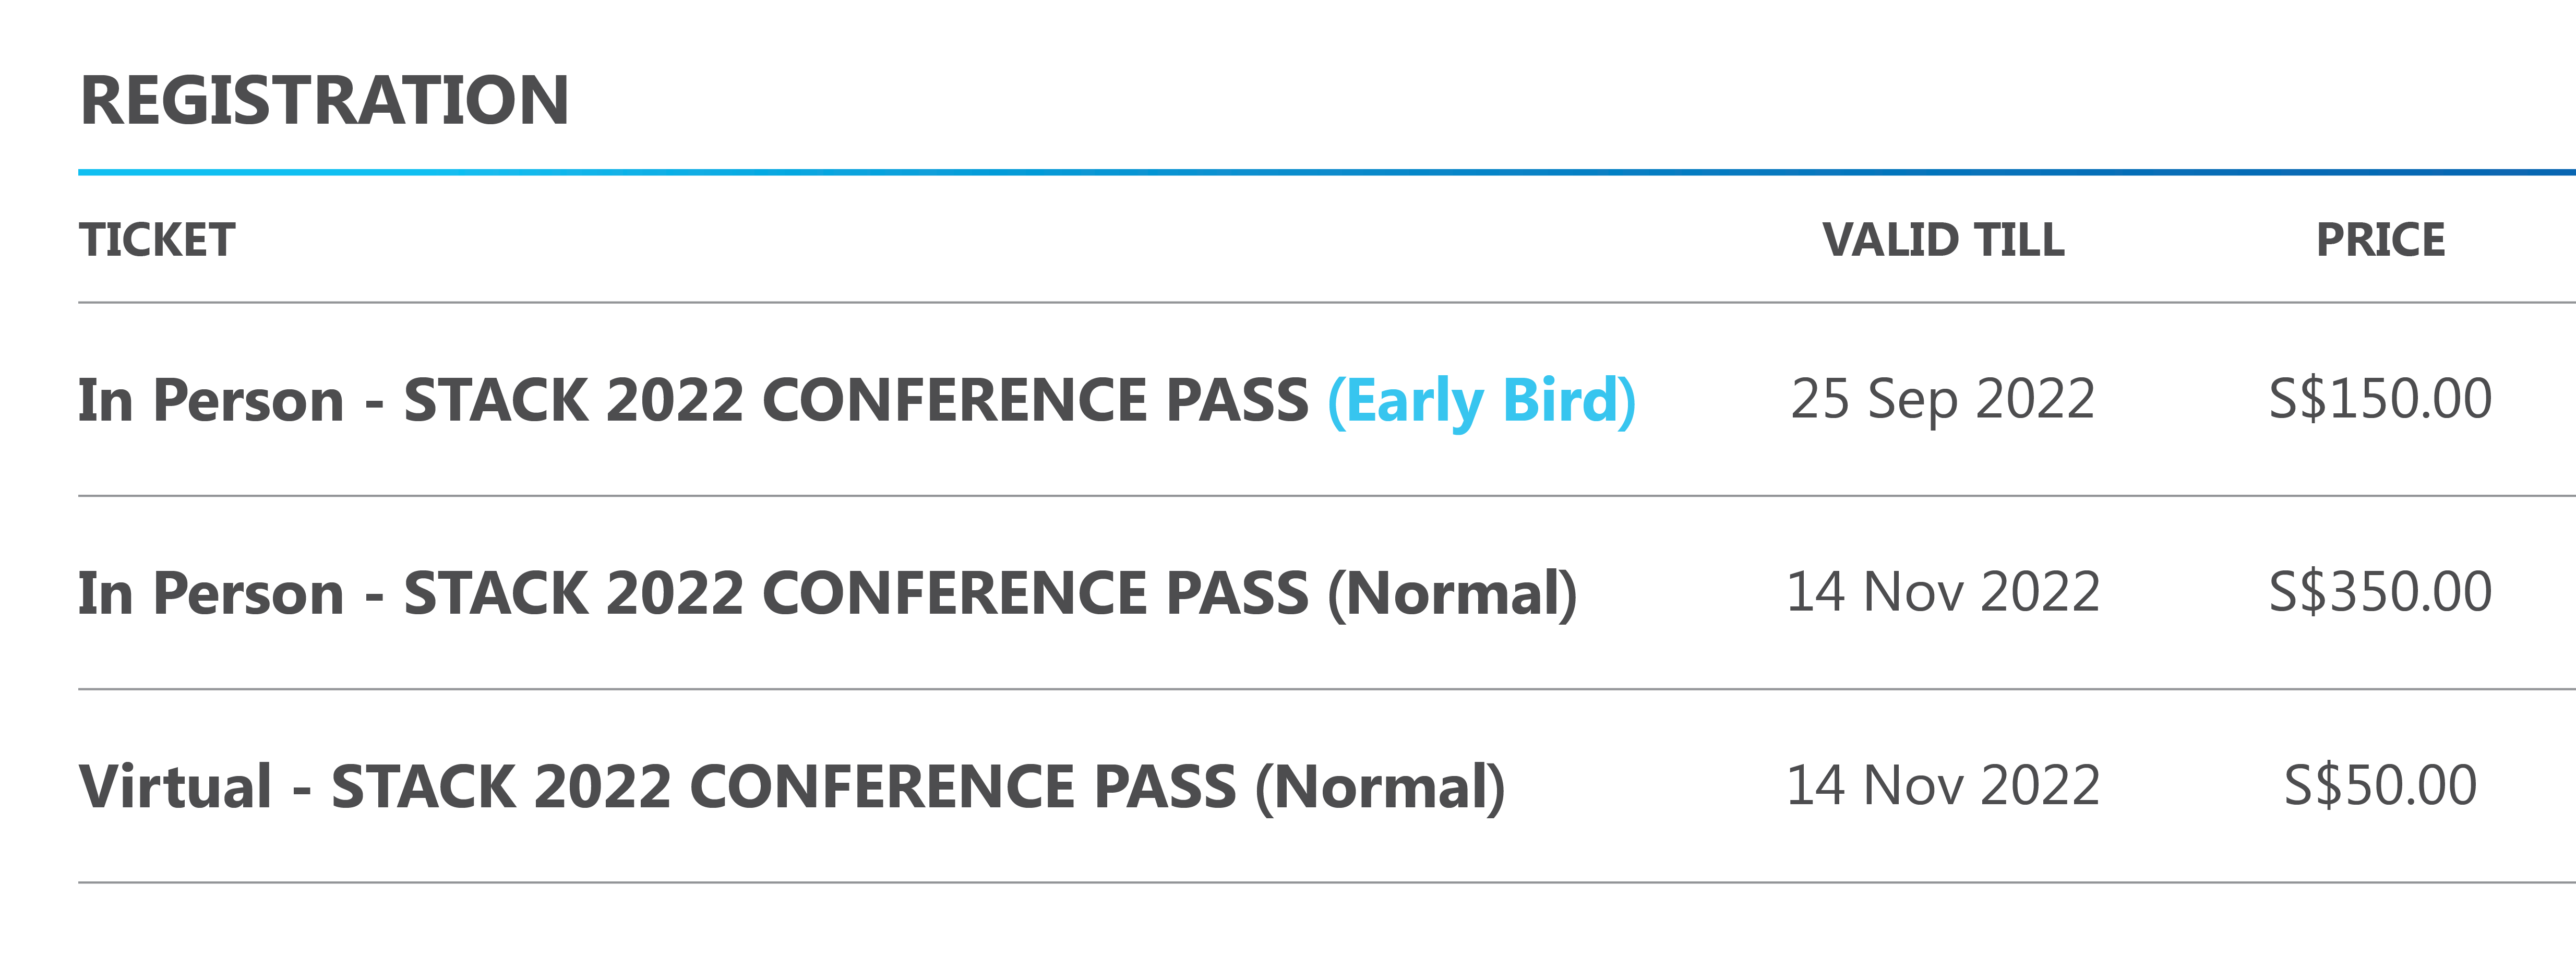 REGISTRATION
TICKET VALID TILL PRICE
In Person - STACK 2022 CONFERENCE PASS (Early Bird) 25 Sep 2022 S$150.00
In Person - STACK 2022 CONFERENCE PASS (Normal) 14 Nov 2022 S$350.00
Virtual - STACK 2022 CONFERENCE PASS (Normal) 14 Nov 2022 S$50.00